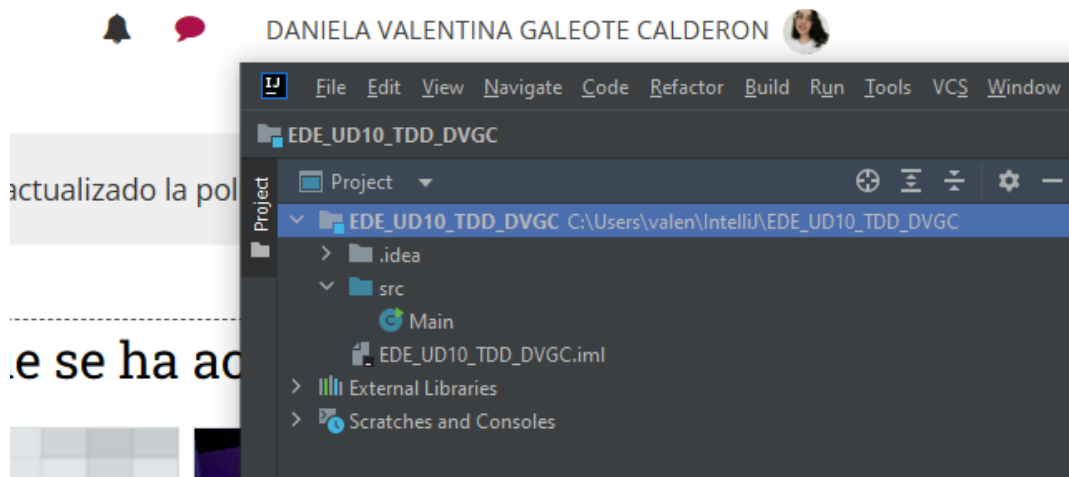 DANIELA VALENTINA GALEOTE CALDERON
IJ
File Edit View Navigate Code Refactor Build Run Tools VCS Window
EDE_UD10_TDD_DVGC
actualizado la pol
Project
Project
EDE_UD10_TDD_DVGC C:\Users\valen\IntelliJ\EDE_UD10_TDD_DVGC
.idea
src
C Main
EDE_UD10_TDD_DVGC.iml
e se ha ac
External Libraries
Scratches and Consoles